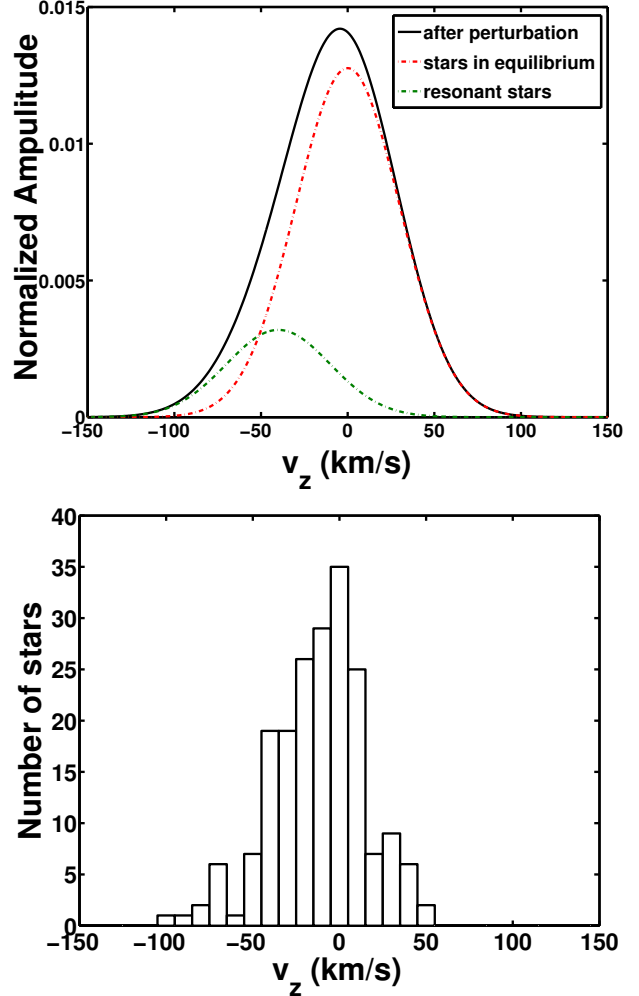 0.015
0.01
0.005
0
Normalized Ampulitude
after perturbation
stars in equilibrium
resonant stars
−150 −100 −50 0 50 100 150
v_z (km/s)
40
35
30
25
20
15
10
5
0
Number of stars
−150 −100 −50 0 50 100 150
v_z (km/s)